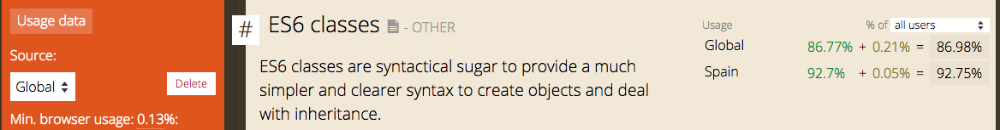 Usage data
Source:
Global
Delete
Min. browser usage: 0.13%:
# ES6 classes - OTHER
ES6 classes are syntactical sugar to provide a much
simpler and clearer syntax to create objects and deal
with inheritance.
Usage % of all users
Global 86.77% + 0.21% = 86.98%
Spain 92.7% + 0.05% = 92.75%